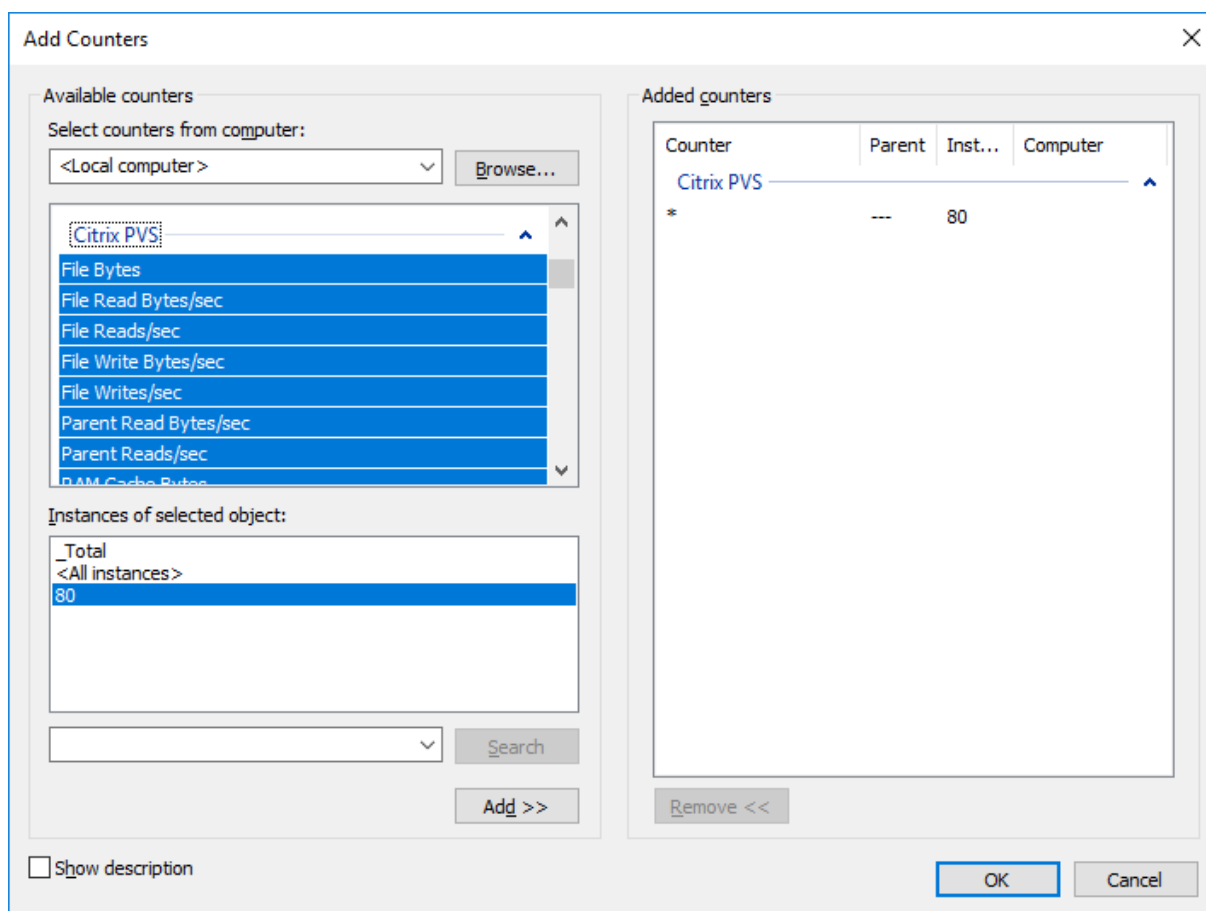 Add Counters
Available counters
Select counters from computer:
<Local computer>
Browse...
Citrix PVS
File Bytes
File Read Bytes/sec
File Reads/sec
File Write Bytes/sec
File Writes/sec
Parent Read Bytes/sec
Parent Reads/sec
RAM Cache Bytes
Instances of selected object:
_Total
<All instances>
80
Search
Add >>
Show description
Added counters
Counter Parent Inst... Computer
Citrix PVS
* --- 80
Remove <<
OK
Cancel